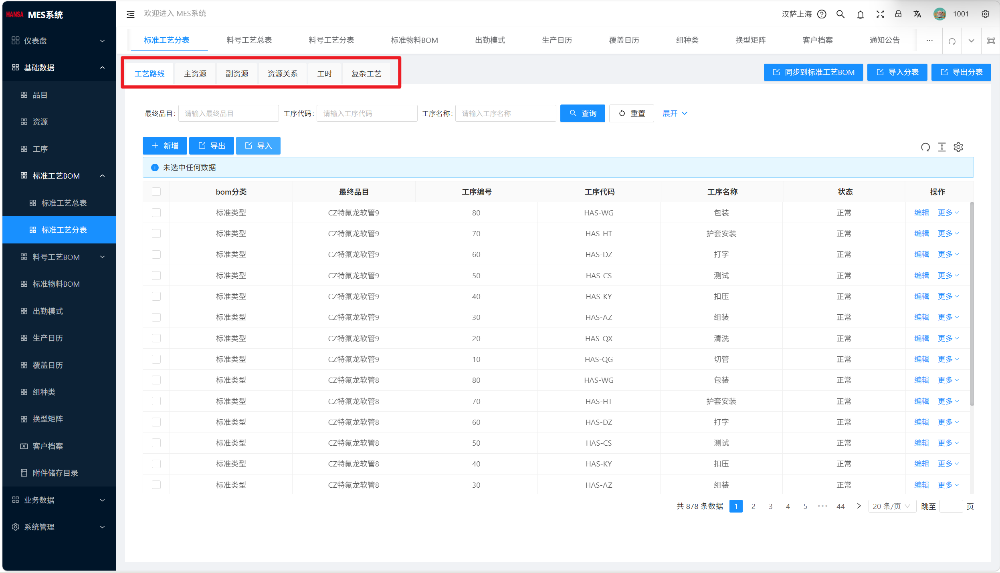 HANSA MES系统
仪表盘
基础数据
品目
资源
工序
标准工艺BOM
标准工艺总表
标准工艺分表
料号工艺BOM
标准物料BOM
出勤模式
生产日历
覆盖日历
组种类
换型矩阵
客户档案
附件储存目录
业务数据
系统管理
欢迎进入 MES系统
汉萨上海 1001
标准工艺分表 料号工艺总表 料号工艺分表 标准物料BOM 出勤模式 生产日历 覆盖日历 组种类 换型矩阵 客户档案 通知公告 ···
工艺路线 主资源 副资源 资源关系 工时 复杂工艺
同步到标准工艺BOM 导入分表 导出分表
最终品目: 请输入最终品目 工序代码: 请输入工序代码 工序名称: 请输入工序名称 查询 重置 展开
新增 导出 导入
未选中任何数据
bom分类 最终品目 工序编号 工序代码 工序名称 状态 操作
标准类型 CZ特氟龙软管9 80 HAS-WG 包装 正常 编辑 更多
标准类型 CZ特氟龙软管9 70 HAS-HT 护套安装 正常 编辑 更多
标准类型 CZ特氟龙软管9 60 HAS-DZ 打字 正常 编辑 更多
标准类型 CZ特氟龙软管9 50 HAS-CS 测试 正常 编辑 更多
标准类型 CZ特氟龙软管9 40 HAS-KY 扣压 正常 编辑 更多
标准类型 CZ特氟龙软管9 30 HAS-AZ 组装 正常 编辑 更多
标准类型 CZ特氟龙软管9 20 HAS-QX 清洗 正常 编辑 更多
标准类型 CZ特氟龙软管9 10 HAS-QG 切管 正常 编辑 更多
标准类型 CZ特氟龙软管8 80 HAS-WG 包装 正常 编辑 更多
标准类型 CZ特氟龙软管8 70 HAS-HT 护套安装 正常 编辑 更多
标准类型 CZ特氟龙软管8 60 HAS-DZ 打字 正常 编辑 更多
标准类型 CZ特氟龙软管8 50 HAS-CS 测试 正常 编辑 更多
标准类型 CZ特氟龙软管8 40 HAS-KY 扣压 正常 编辑 更多
标准类型 CZ特氟龙软管8 30 HAS-AZ 组装 正常 编辑 更多
共 878 条数据 1 2 3 4 5 ••• 44 20 条/页 跳至 页